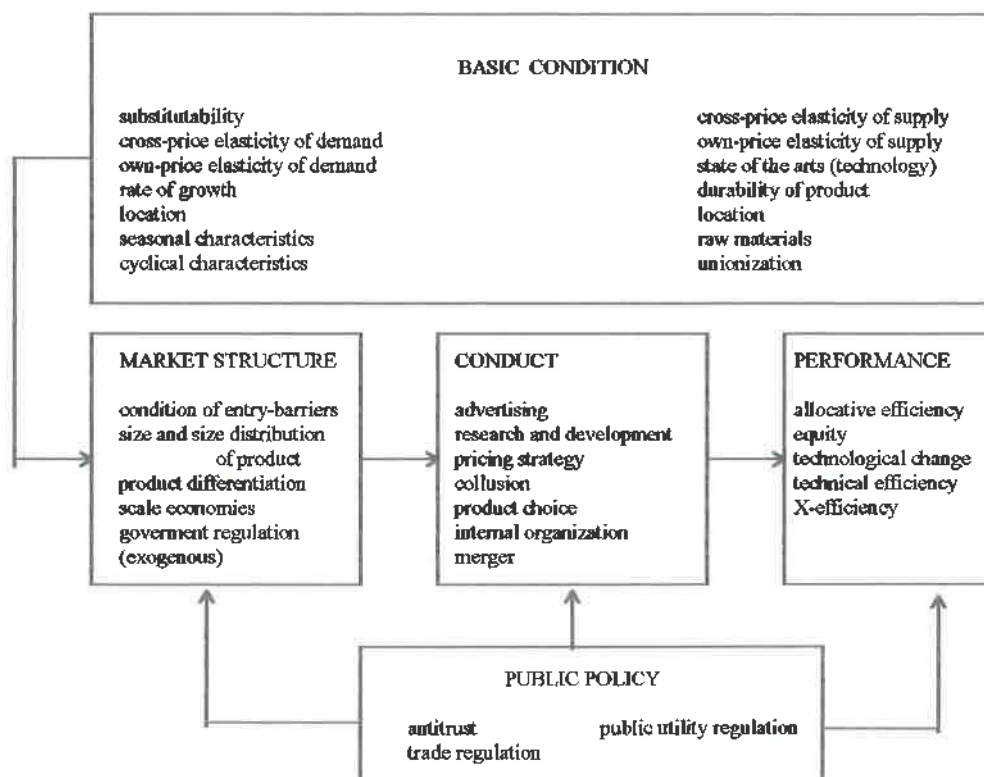 BASIC CONDITION
substitutability
cross-price elasticity of demand
own-price elasticity of demand
rate of growth
location
seasonal characteristics
cyclical characteristics
cross-price elasticity of supply
own-price elasticity of supply
state of the arts (technology)
durability of product
location
raw materials
unionization
MARKET STRUCTURE
condition of entry-barriers
size and size distribution
of product
product differentiation
scale economies
goverment regulation
(exogenous)
CONDUCT
advertising
research and development
pricing strategy
collusion
product choice
internal organization
merger
PERFORMANCE
allocative efficiency
equity
technological change
technical efficiency
X-efficiency
PUBLIC POLICY
antitrust
trade regulation
public utility regulation